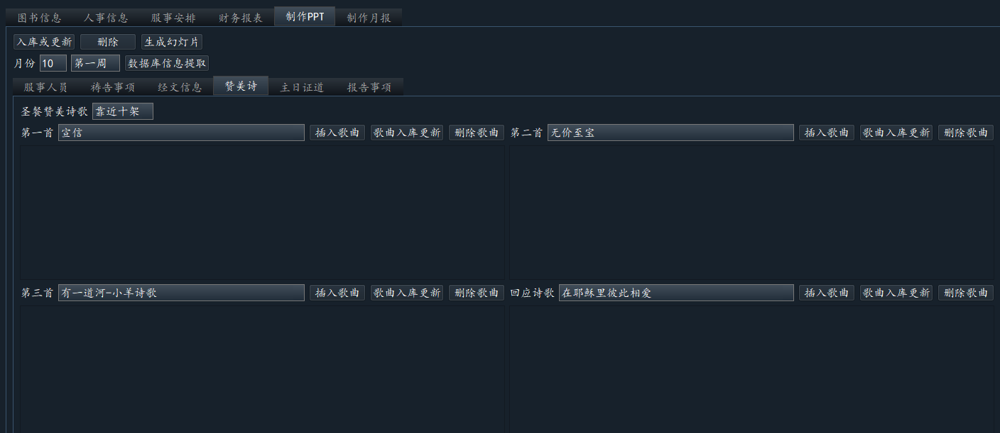 图书信息 人事信息 服事安排 财务报表 制作PPT 制作月报
入库或更新 删除 生成幻灯片
月份 10 第一周 数据库信息提取
服事人员 祷告事项 经文信息 赞美诗 主日证道 报告事项
圣餐赞美诗歌 靠近十架
第一首 宣信 插入歌曲 歌曲入库更新 删除歌曲 第二首 无价至宝 插入歌曲 歌曲入库更新 删除歌曲
第三首 有一道河-小羊诗歌 插入歌曲 歌曲入库更新 删除歌曲 回应诗歌 在耶稣里彼此相爱 插入歌曲 歌曲入库更新 删除歌曲